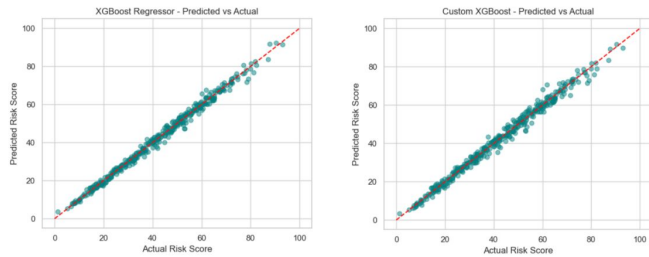 XGBoost Regressor - Predicted vs Actual
100
80
60
40
20
0
Predicted Risk Score
0 20 40 60 80 100
Actual Risk Score
Custom XGBoost - Predicted vs Actual
100
80
60
40
20
0
Predicted Risk Score
0 20 40 60 80 100
Actual Risk Score